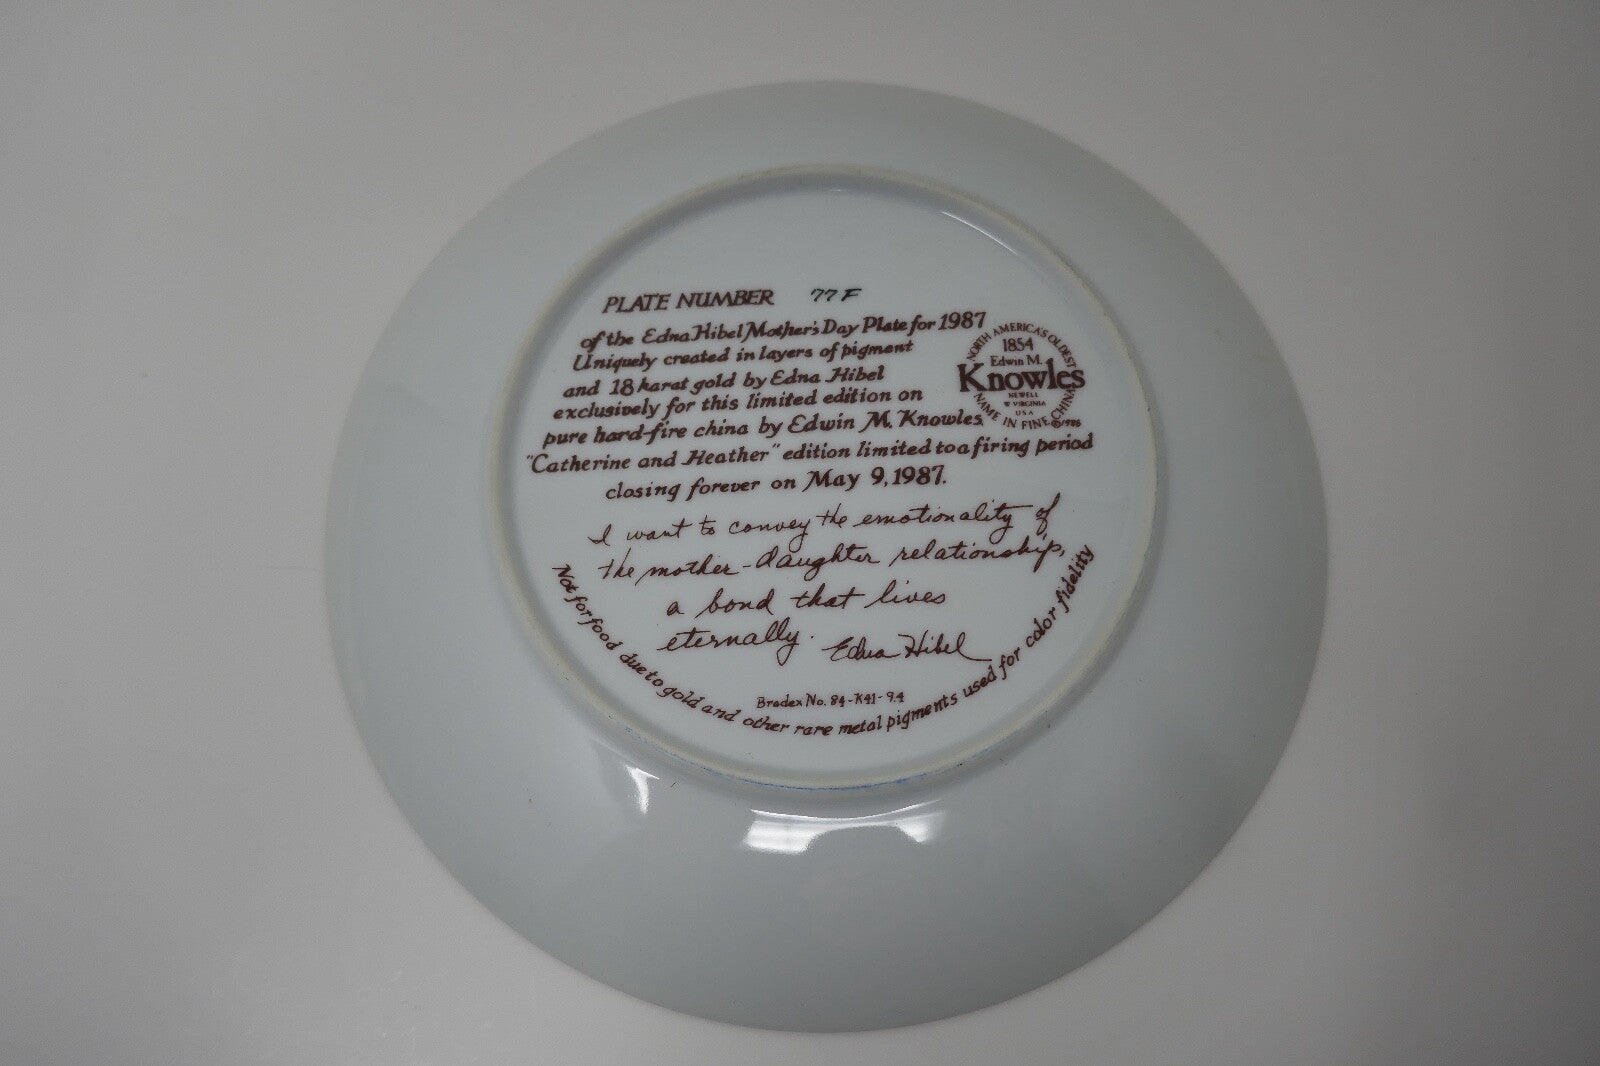 PLATE NUMBER 77F
of the Edna Hibel Mother's Day Plate for 1987
Uniquely created in layers of pigment
and 18 karat gold by Edna Hibel
exclusively for this limited edition on
pure hard-fire china by Edwin M. Knowles
"Catherine and Heather" edition limited to a firing period
closing forever on May 9, 1987.
NORTH AMERICA'S OLDEST
1854
Edwin M.
Knowles
NEWELL
W VIRGINIA
USA
NAME IN FINE CHINA
I want to convey the emotionality of
the mother-daughter relationship,
a bond that lives
eternally. Edna Hibel
Bradex No. 84-K41-9.4
Not for food due to gold and other rare metal pigments used for color fidelity